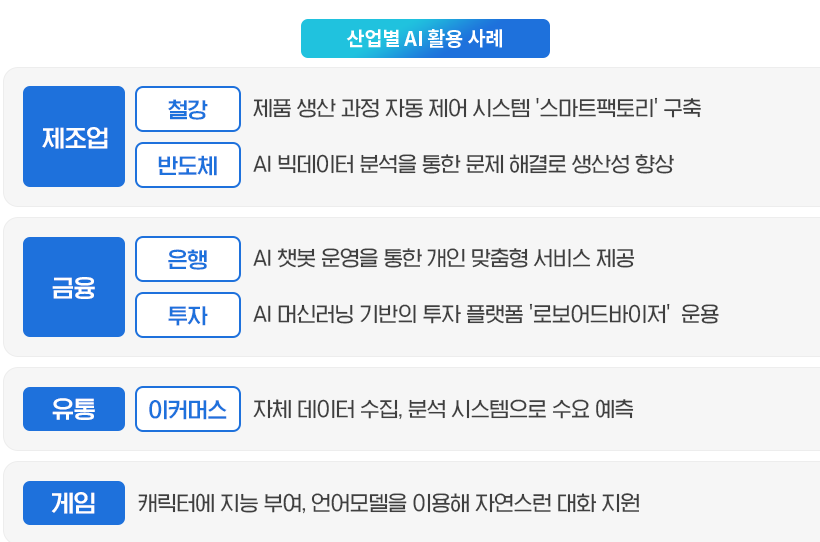 산업별 AI 활용 사례
제조업
철강
제품 생산 과정 자동 제어 시스템 '스마트팩토리' 구축
반도체
AI 빅데이터 분석을 통한 문제 해결로 생산성 향상
금융
은행
AI 챗봇 운영을 통한 개인 맞춤형 서비스 제공
투자
AI 머신러닝 기반의 투자 플랫폼 '로보어드바이저' 운용
유통
이커머스
자체 데이터 수집, 분석 시스템으로 수요 예측
게임
캐릭터에 지능 부여, 언어모델을 이용해 자연스런 대화 지원